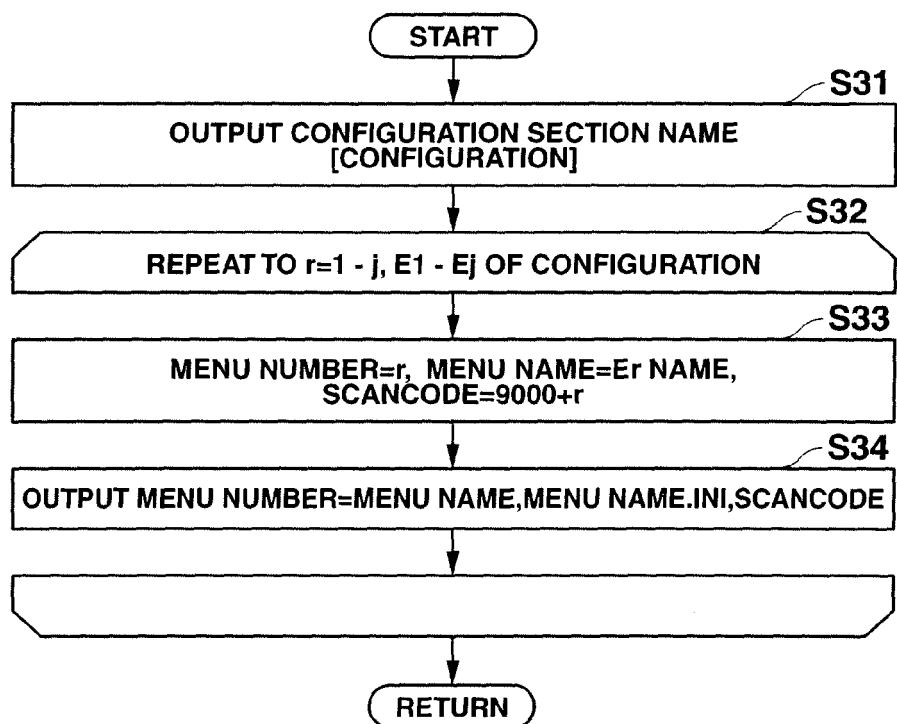 START
S31
OUTPUT CONFIGURATION SECTION NAME
[CONFIGURATION]
S32
REPEAT TO r=1 - j, E1 - Ej OF CONFIGURATION
S33
MENU NUMBER=r, MENU NAME=Er NAME,
SCANCODE=9000+r
S34
OUTPUT MENU NUMBER=MENU NAME,MENU NAME.INI,SCANCODE
RETURN